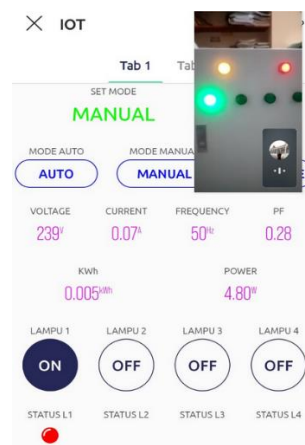 IOT
Tab 1 Tab
SET MODE
MANUAL
MODE AUTO MODE MANUAL
AUTO MANUAL
VOLTAGE CURRENT FREQUENCY PF
239V 0.07A 50Hz 0.28
KWh POWER
0.005kWh 4.80W
LAMPU 1 LAMPU 2 LAMPU 3 LAMPU 4
ON OFF OFF OFF
STATUS L1 STATUS L2 STATUS L3 STATUS L4